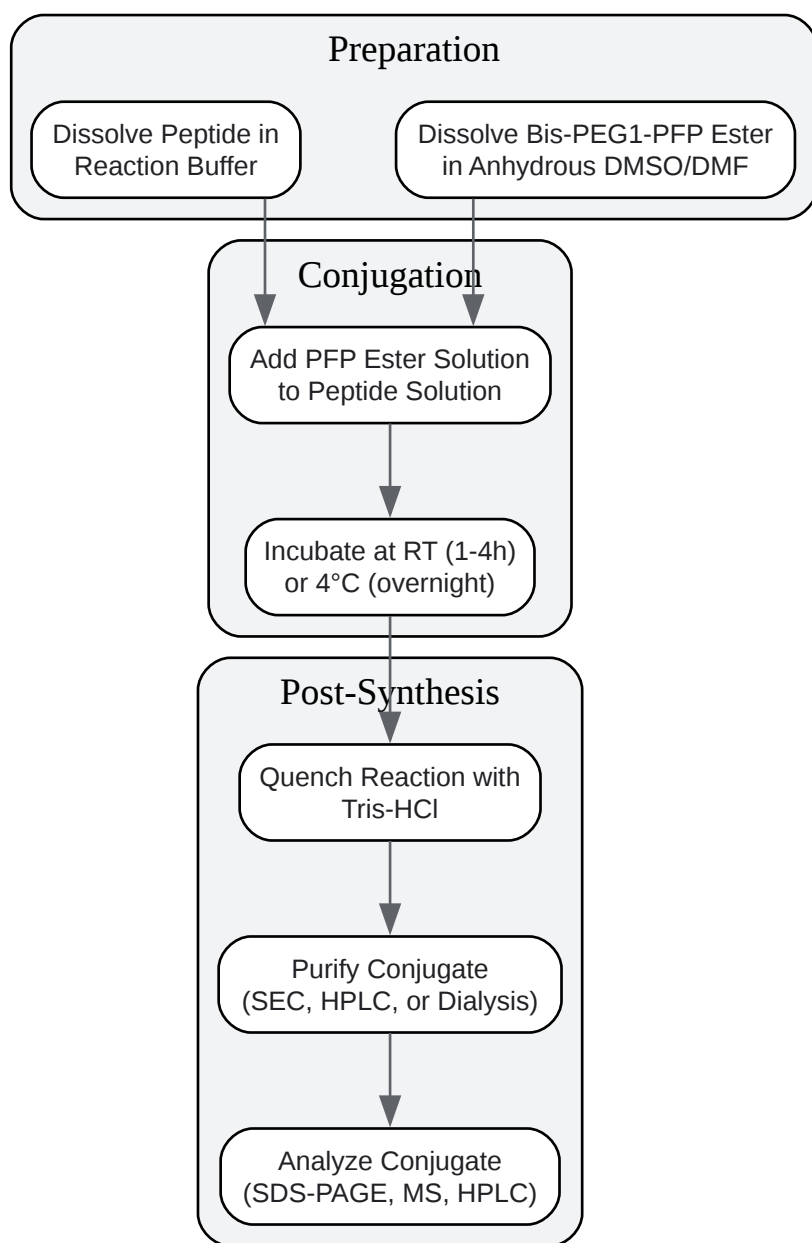 Preparation
Dissolve Peptide in
Reaction Buffer
Dissolve Bis-PEG1-PFP Ester
in Anhydrous DMSO/DMF
Conjugation
Add PFP Ester Solution
to Peptide Solution
Incubate at RT (1-4h)
or 4°C (overnight)
Post-Synthesis
Quench Reaction with
Tris-HCl
Purify Conjugate
(SEC, HPLC, or Dialysis)
Analyze Conjugate
(SDS-PAGE, MS, HPLC)